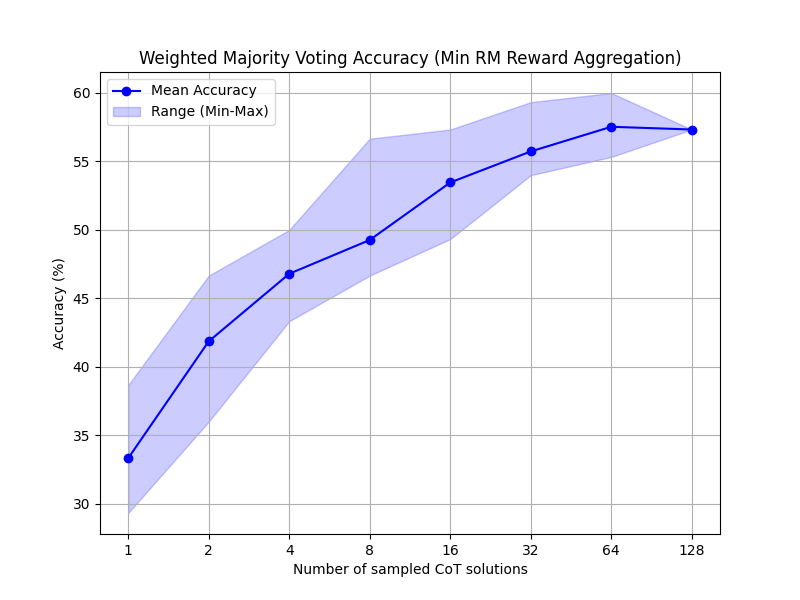 Weighted Majority Voting Accuracy (Min RM Reward Aggregation)
Mean Accuracy
Range (Min-Max)
Accuracy (%)
60
55
50
45
40
35
30
1 2 4 8 16 32 64 128
Number of sampled CoT solutions